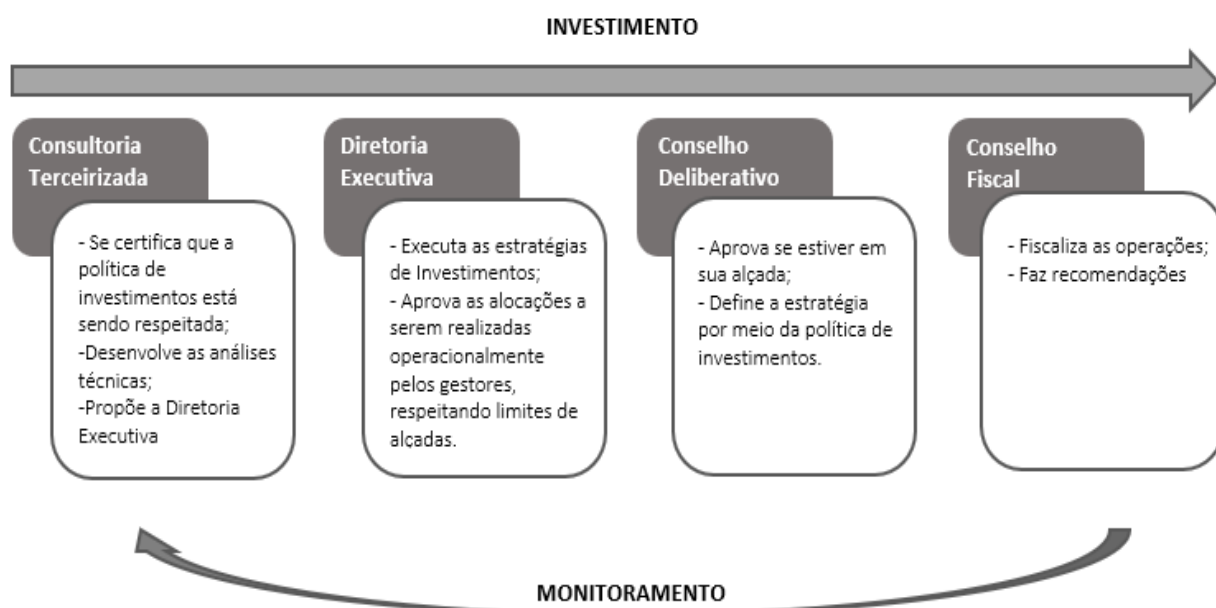 INVESTIMENTO
Consultoria
Terceirizada
- Se certifica que a
política de
investimentos está
sendo respeitada;
-Desenvolve as análises
técnicas;
-Propõe a Diretoria
Executiva
Diretoria
Executiva
- Executa as estratégias
de Investimentos;
- Aprova as alocações a
serem realizadas
operacionalmente
pelos gestores,
respeitando limites de
alçadas.
Conselho
Deliberativo
- Aprova se estiver em
sua alçada;
- Define a estratégia
por meio da política de
investimentos.
Conselho
Fiscal
- Fiscaliza as operações;
- Faz recomendações
MONITORAMENTO